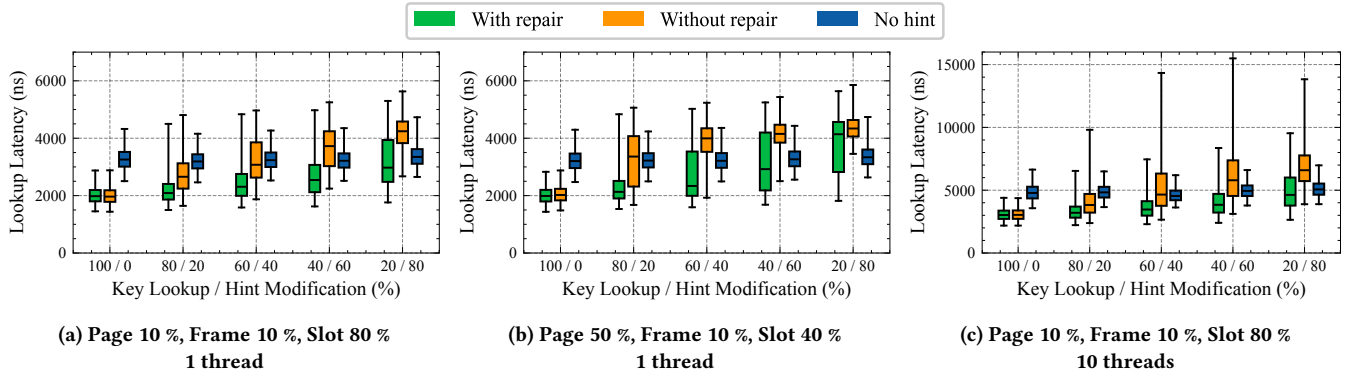 With repair Without repair No hint
Lookup Latency (ns)
6000
4000
2000
0
100 / 0 80 / 20 60 / 40 40 / 60 20 / 80
Key Lookup / Hint Modification (%)
(a) Page 10 %, Frame 10 %, Slot 80 %
1 thread
Lookup Latency (ns)
6000
4000
2000
0
100 / 0 80 / 20 60 / 40 40 / 60 20 / 80
Key Lookup / Hint Modification (%)
(b) Page 50 %, Frame 10 %, Slot 40 %
1 thread
Lookup Latency (ns)
15000
10000
5000
0
100 / 0 80 / 20 60 / 40 40 / 60 20 / 80
Key Lookup / Hint Modification (%)
(c) Page 10 %, Frame 10 %, Slot 80 %
10 threads